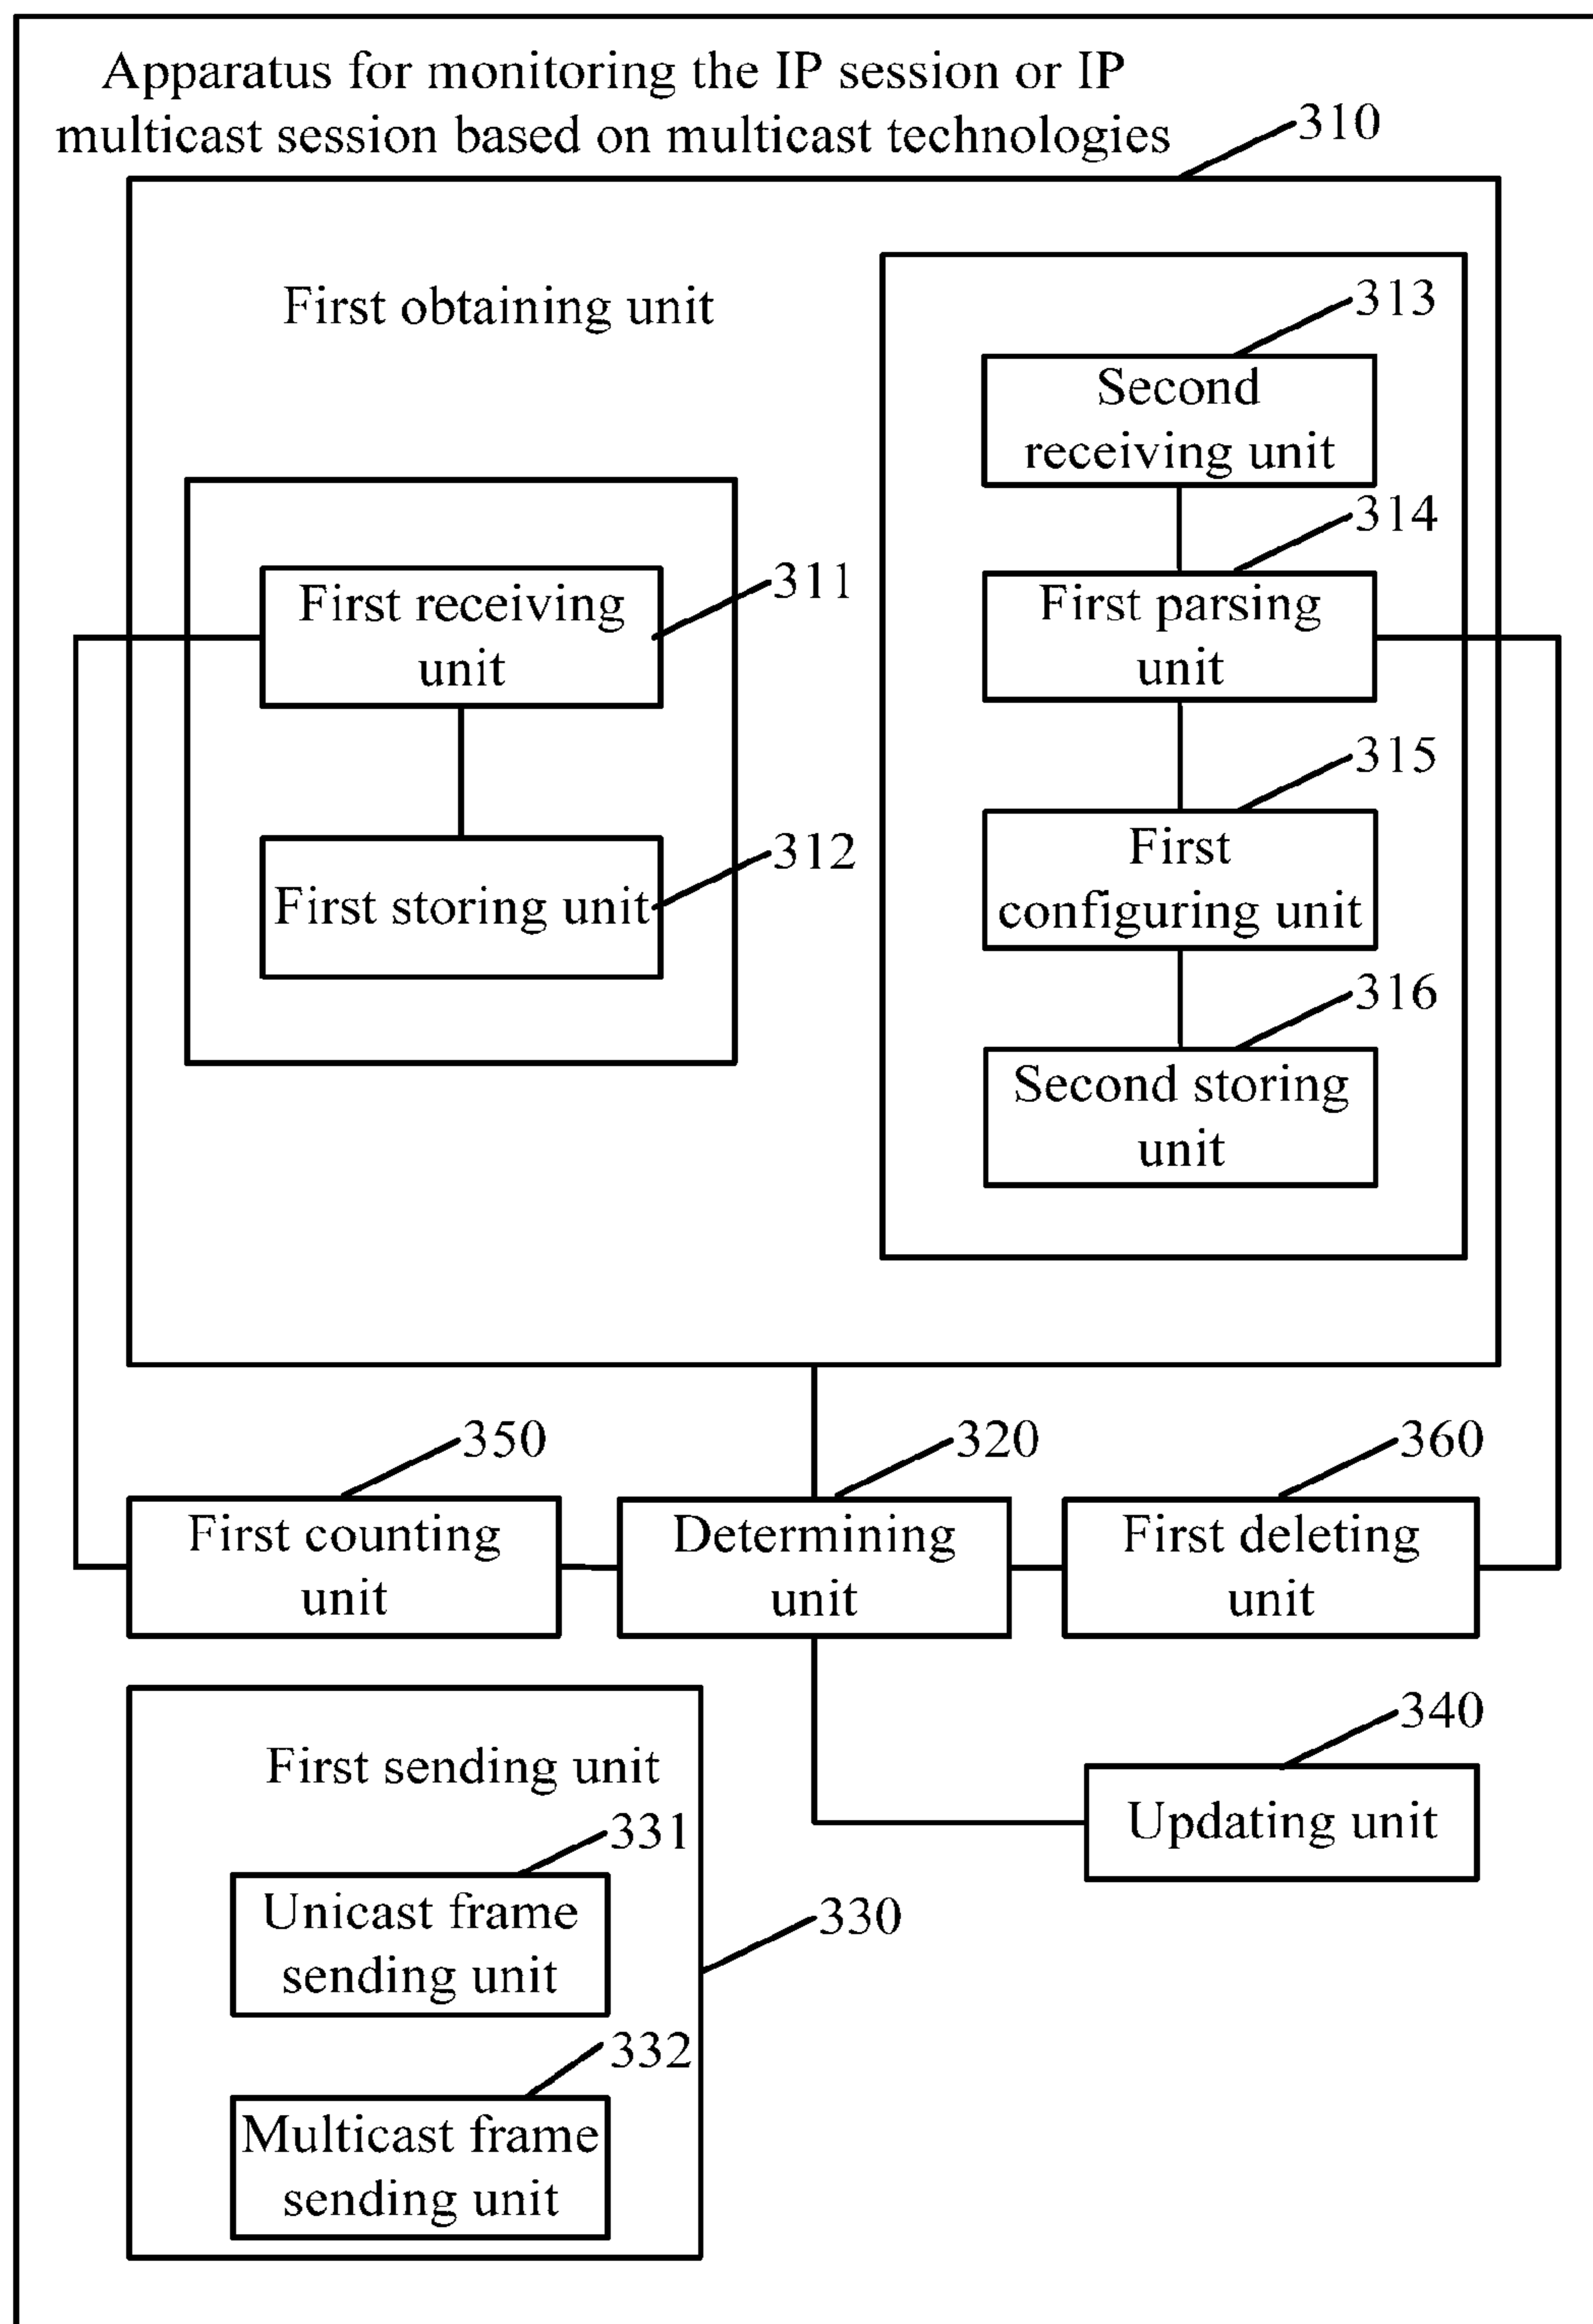 Apparatus for monitoring the IP session or IP
multicast session based on multicast technologies
310
First obtaining unit
313
Second
receiving unit
314
First parsing
unit
311
First receiving
unit
315
First
configuring unit
312
First storing unit
316
Second storing
unit
350
320
360
First counting
unit
Determining
unit
First deleting
unit
340
First sending unit
Updating unit
331
Unicast frame
sending unit
330
332
Multicast frame
sending unit